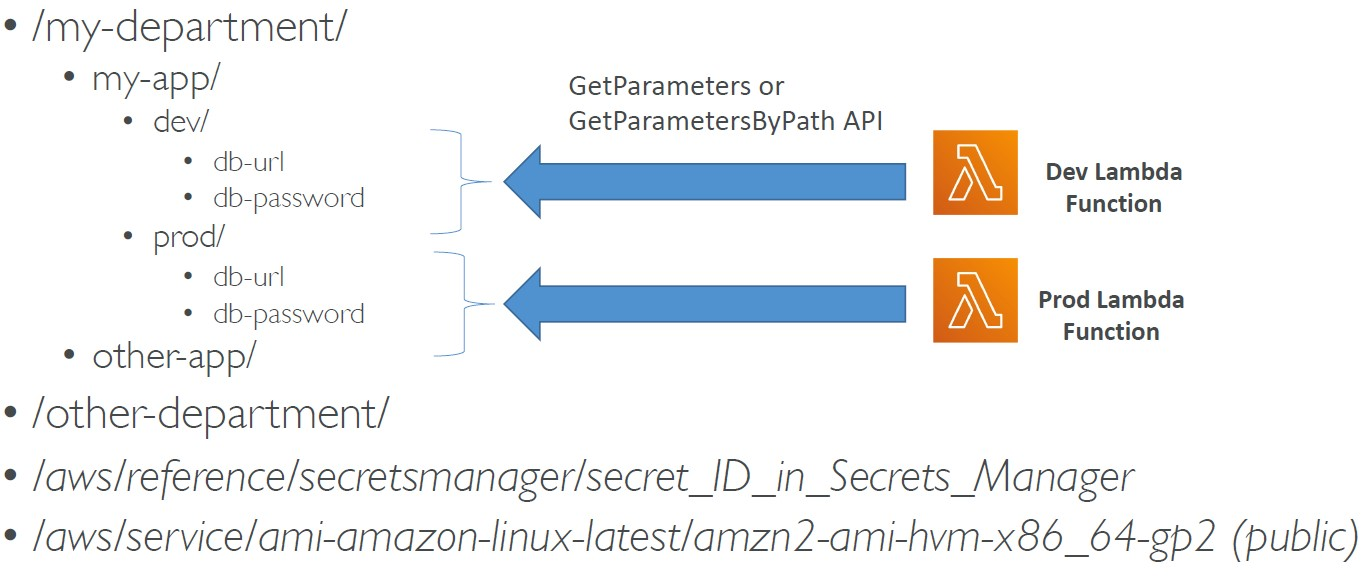 • /my-department/
• my-app/
• dev/
• db-url
• db-password
• prod/
• db-url
• db-password
• other-app/
GetParameters or
GetParametersByPath API
Dev Lambda
Function
Prod Lambda
Function
• /other-department/
• /aws/reference/secretsmanager/secret_ID_in_Secrets_Manager
• /aws/service/ami-amazon-linux-latest/amzn2-ami-hvm-x86_64-gp2 (public)